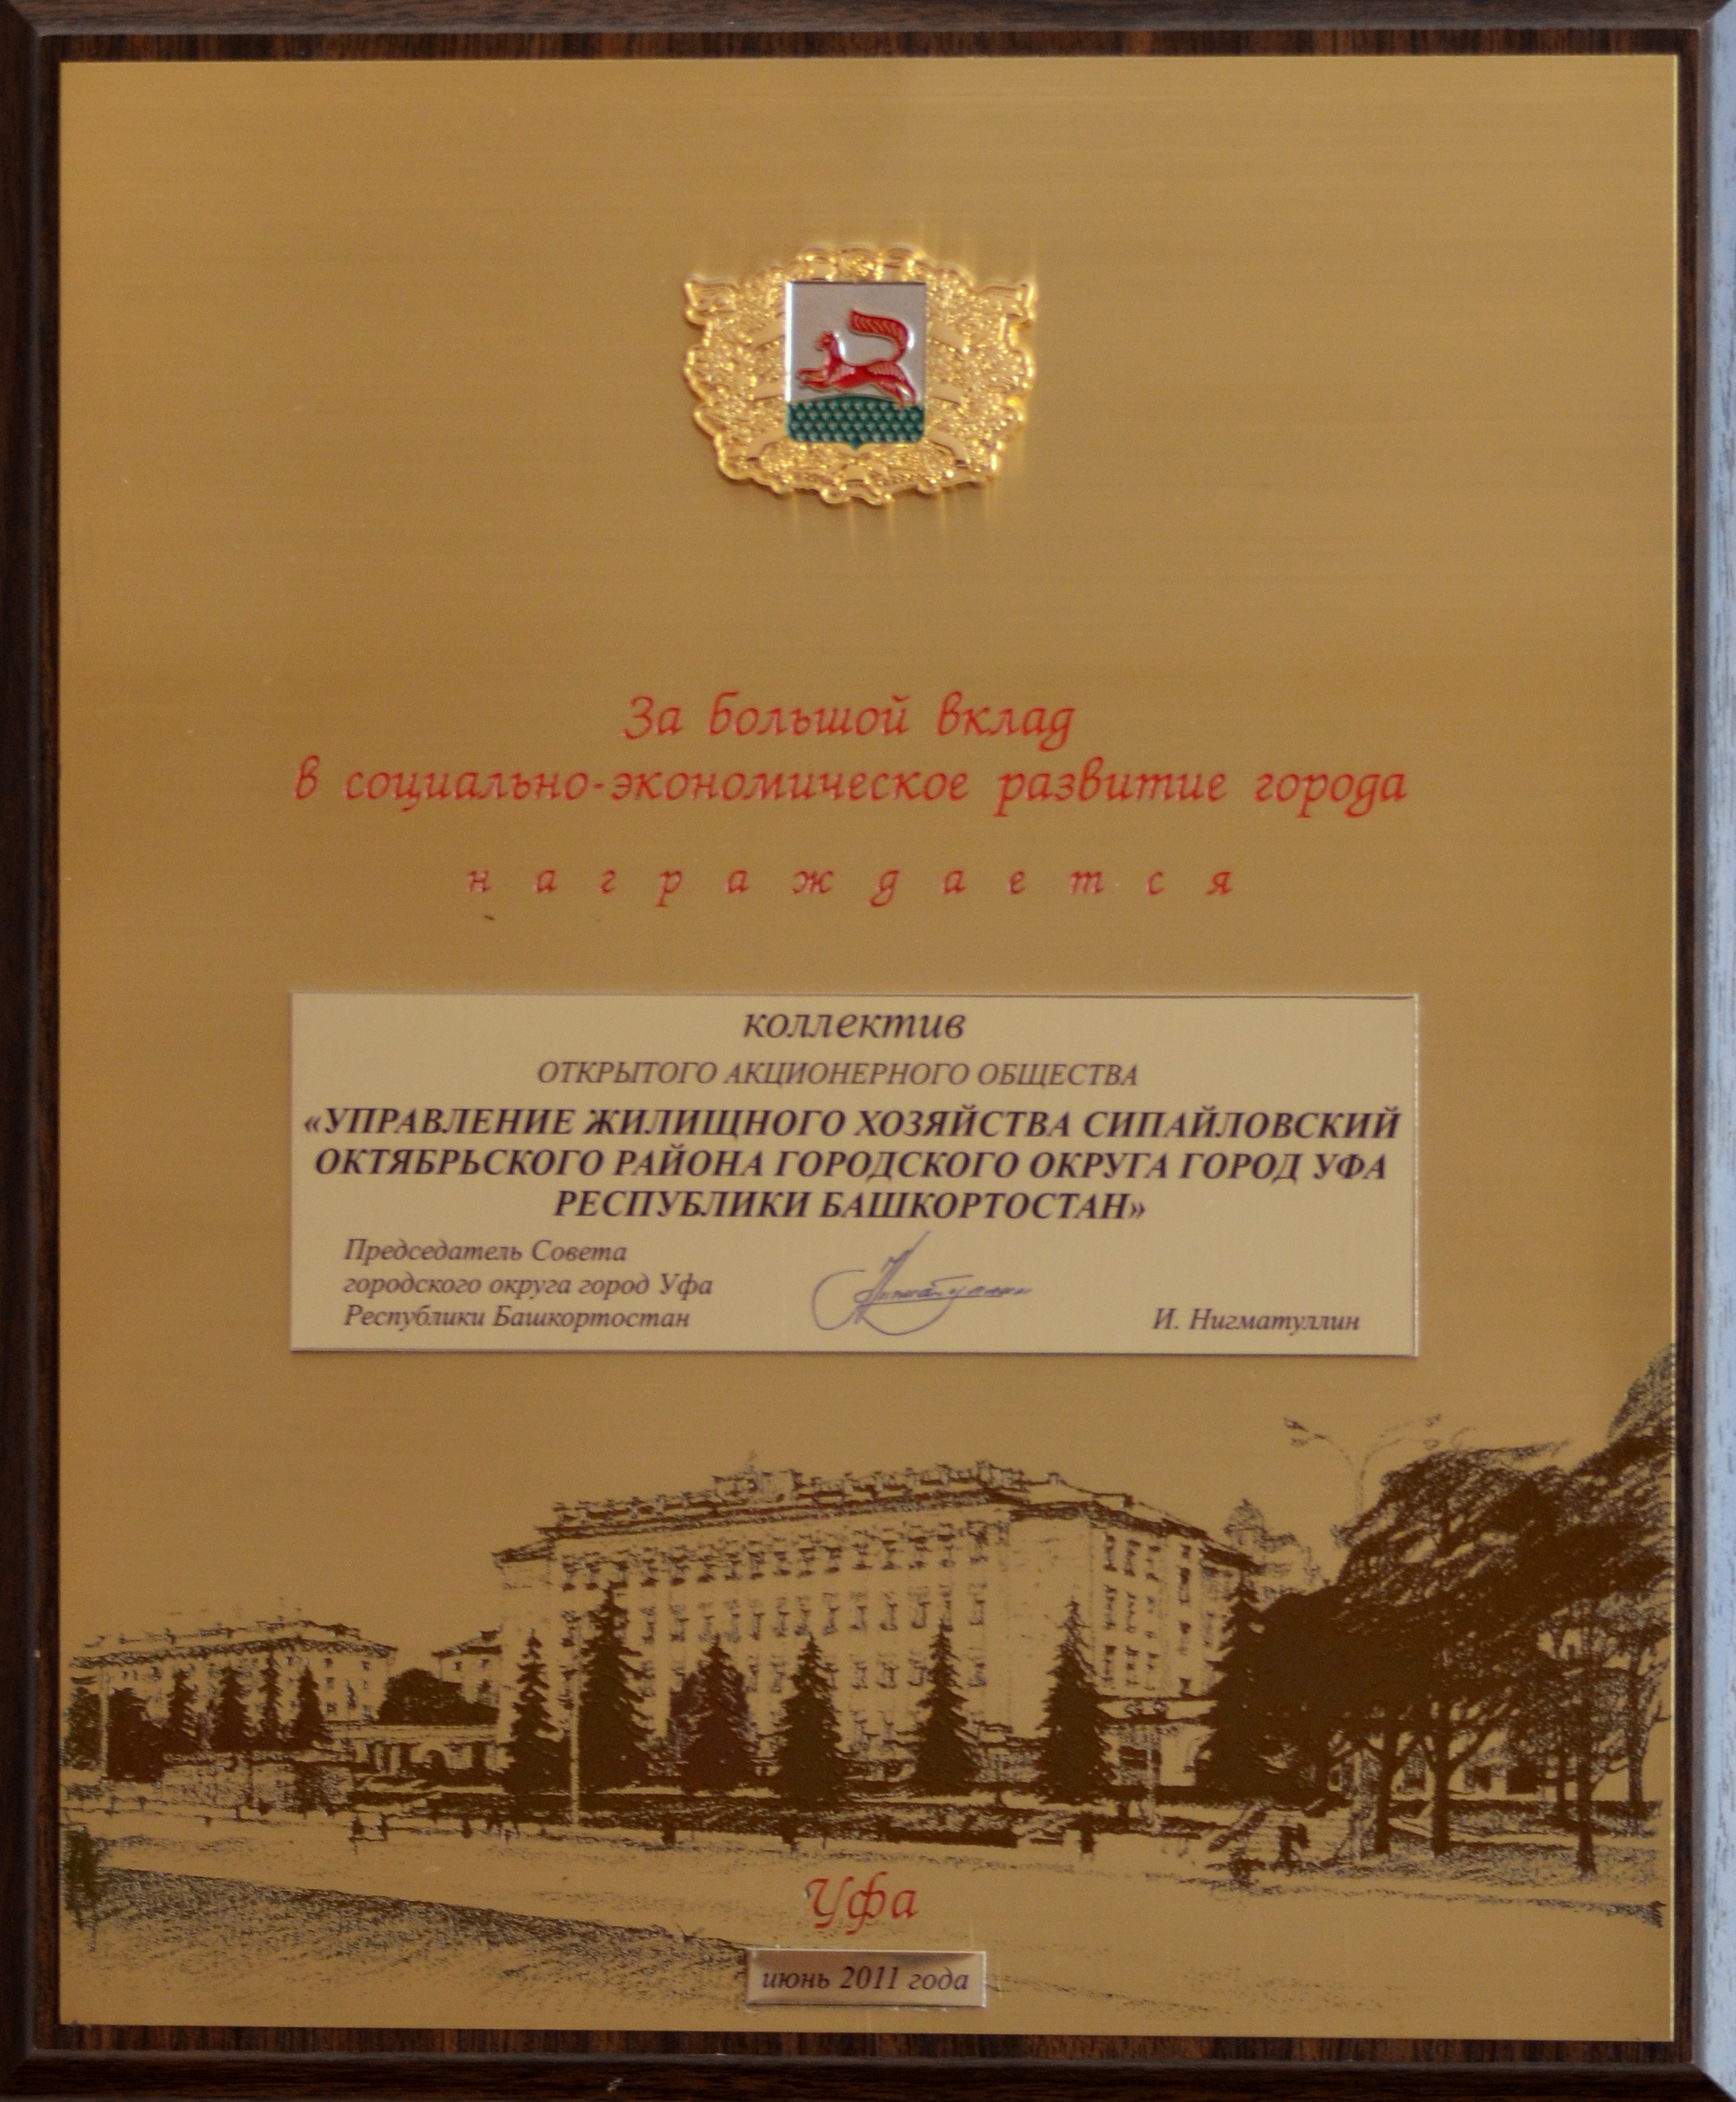 За большой вклад
в социально-экономическое развитие города
награждается
коллектив
ОТКРЫТОГО АКЦИОНЕРНОГО ОБЩЕСТВА
«УПРАВЛЕНИЕ ЖИЛИЩНОГО ХОЗЯЙСТВА СИПАЙЛОВСКИЙ
ОКТЯБРЬСКОГО РАЙОНА ГОРОДСКОГО ОКРУГА ГОРОД УФА
РЕСПУБЛИКИ БАШКОРТОСТАН»
Председатель Совета
городского округа город Уфа
Республики Башкортостан
И. Нигматуллин
Уфа
июнь 2011 года